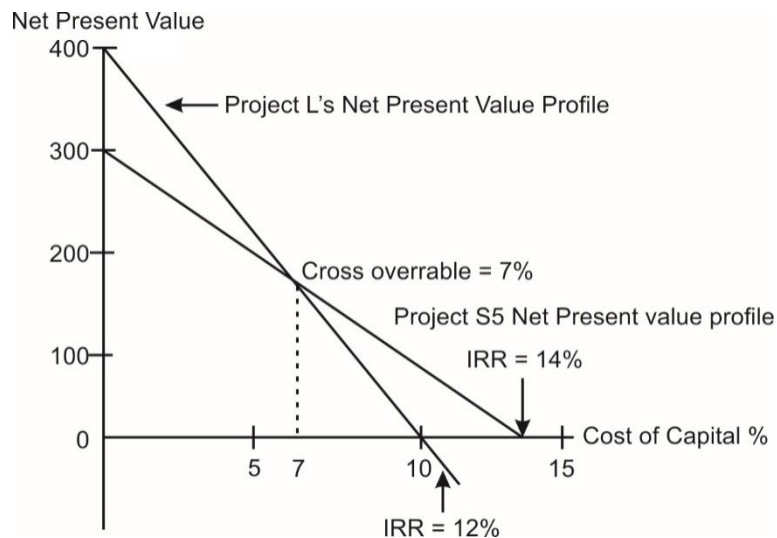 Net Present Value
400
Project L’s Net Present Value Profile
300
200
Cross overrable = 7%
Project S5 Net Present value profile
100
IRR = 14%
0
Cost of Capital %
5
7
10
15
IRR = 12%